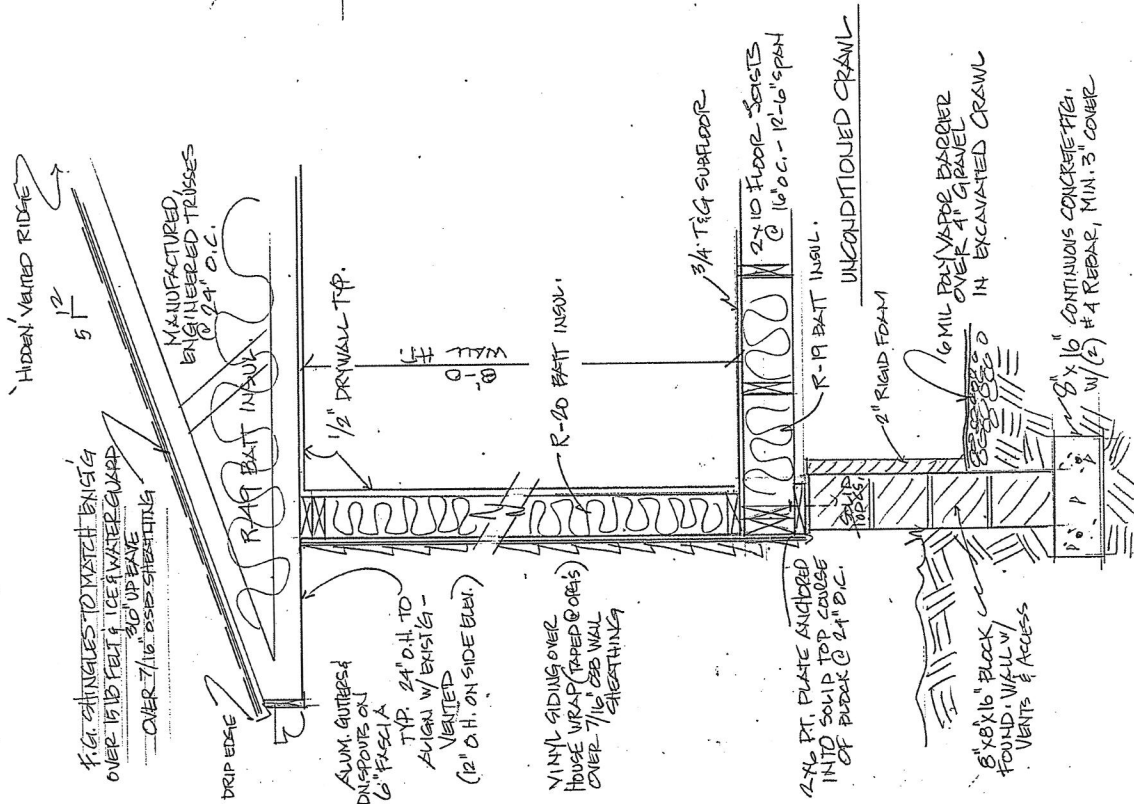 'HIDDEN' VENTED RIDGE
12
5
F.G. SHINGLES TO MATCH EXIST'G
OVER 15 LB FELT & ICE & WATERGUARD
3'0" UP EAVE
OVER 7/16" OSB SHEATHING
MANUFACTURED,
ENGINEERED TRUSSES
@ 24" O.C.
R-49 BATT INSUL.
DRIP EDGE
1/2" DRYWALL TYP.
ALUM. GUTTERS &
DNSPOUTS ON
6" FASCIA
TYP. 24" O.H. TO
ALIGN W/ EXIST'G -
VENTED
(12" O.H. ON SIDE ELEV.)
8'-0"
WALL
HT.
R-20 BATT INSUL.
VINYL SIDING OVER
HOUSE WRAP (TAPED @ OPE'G'S)
OVER 7/16" OSB WALL
SHEATHING
3/4" T&G SUBFLOOR
2x10 FLOOR JOISTS
@ 16" O.C. - 12'-6" SPAN
R-19 BATT INSUL.
UNCONDITIONED CRAWL
2x6 P.T. PLATE ANCHORED
INTO SOLID TOP COURSE
OF BLOCK @ 24" O.C.
SOLID
TOP CRS.
2" RIGID FOAM
6 MIL POLY VAPOR BARRIER
OVER 4" GRAVEL
IN EXCAVATED CRAWL
8"x8"x16" BLOCK
FOUND. WALL W/
VENTS & ACCESS
8" x 16" CONTINUOUS CONCRETE FTG.
W/ (2) #4 REBAR, MIN. 3" COVER